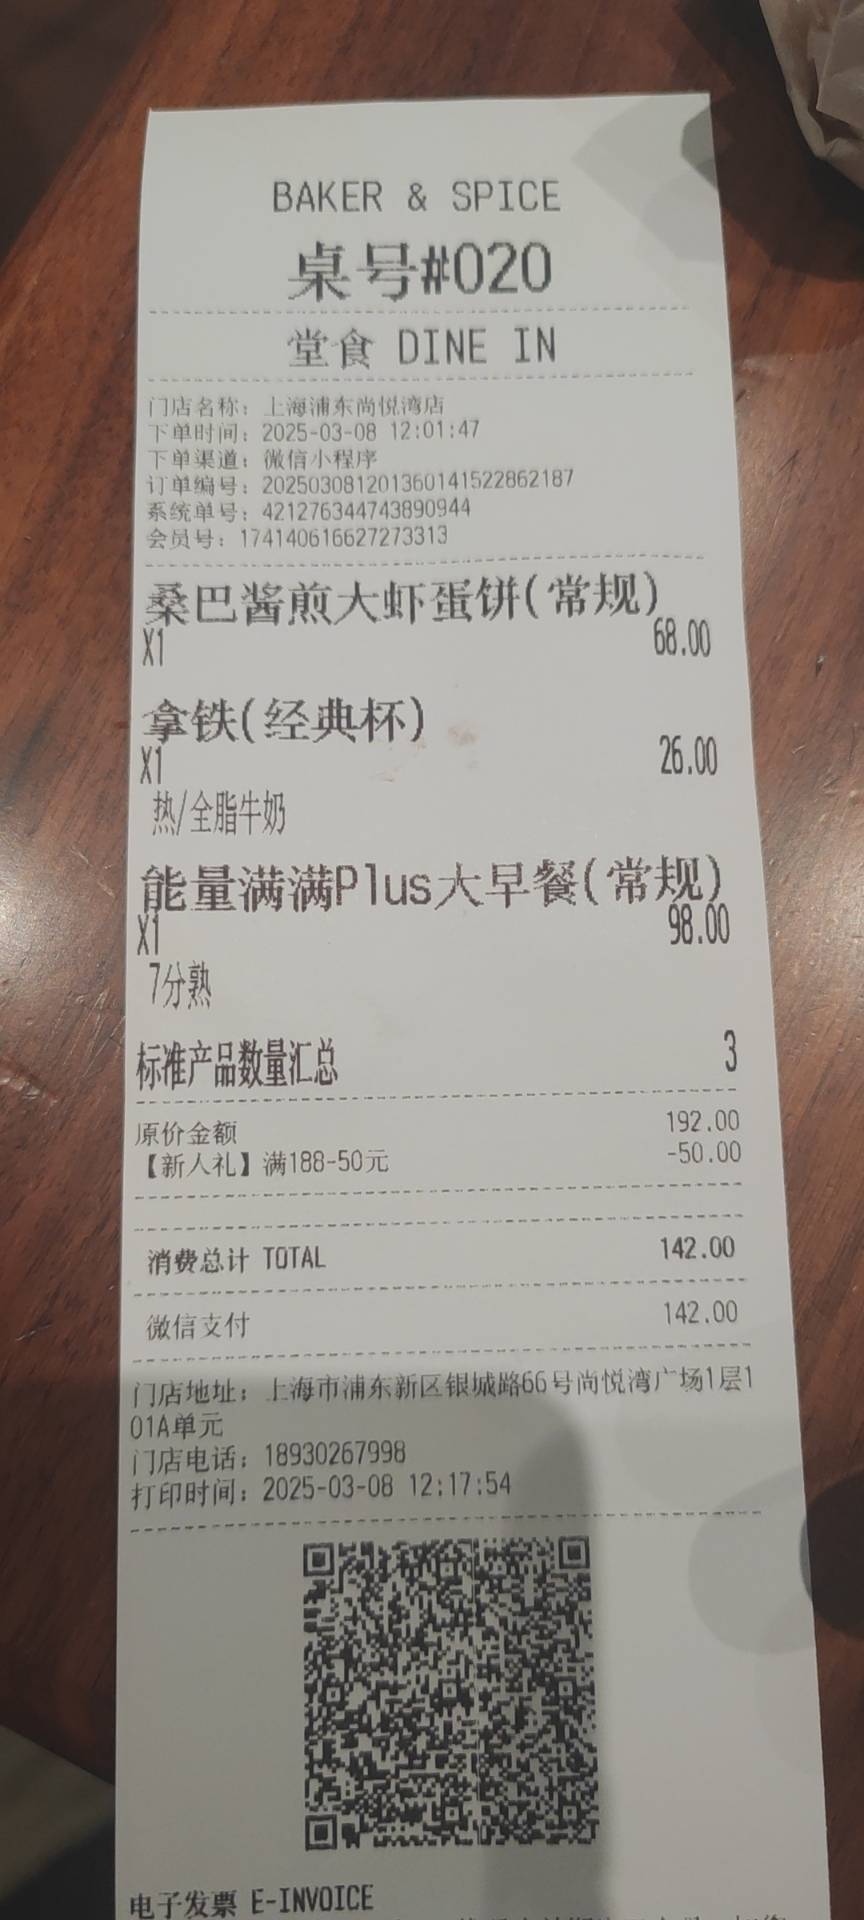 BAKER & SPICE
桌号#020
堂食 DINE IN
门店名称：上海浦东尚悦湾店
下单时间：2025-03-08 12:01:47
下单渠道：微信小程序
订单编号：20250308120136014152286​2187
系统单号：421276344743890944
会员号：174140616627273313
桑巴酱煎大虾蛋饼(常规)
X1 68.00
拿铁(经典杯)
X1 26.00
热/全脂牛奶
能量满满Plus大早餐(常规)
X1 98.00
7分熟
标准产品数量汇总 3
原价金额 192.00
【新人礼】满188-50元 -50.00
消费总计 TOTAL 142.00
微信支付 142.00
门店地址：上海市浦东新区银城路66号尚悦湾广场1层1
01A单元
门店电话：18930267998
打印时间：2025-03-08 12:17:54
电子发票 E-INVOICE